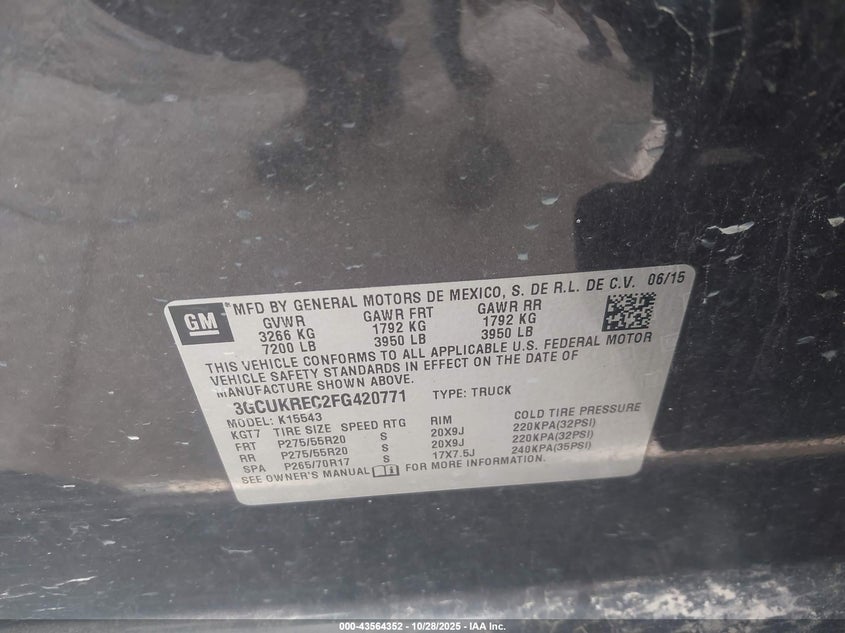 GM
MFD BY GENERAL MOTORS DE MEXICO, S. DE R.L. DE C.V. 06/15
GVWR GAWR FRT GAWR RR
3266 KG 1792 KG 1792 KG
7200 LB 3950 LB 3950 LB
THIS VEHICLE CONFORMS TO ALL APPLICABLE U.S. FEDERAL MOTOR
VEHICLE SAFETY STANDARDS IN EFFECT ON THE DATE OF
MANUFACTURE SHOWN ABOVE.
3GCUKREC2FG420771 TYPE: TRUCK
MODEL: K15543
KGT7 TIRE SIZE SPEED RTG RIM COLD TIRE PRESSURE
FRT P275/55R20 S 20X9J 220KPA(32PSI)
RR P275/55R20 S 20X9J 220KPA(32PSI)
SPA P265/70R17 S 17X7.5J 240KPA(35PSI)
SEE OWNER'S MANUAL FOR MORE INFORMATION.
000-43564352 - 10/28/2025 - IAA Inc.